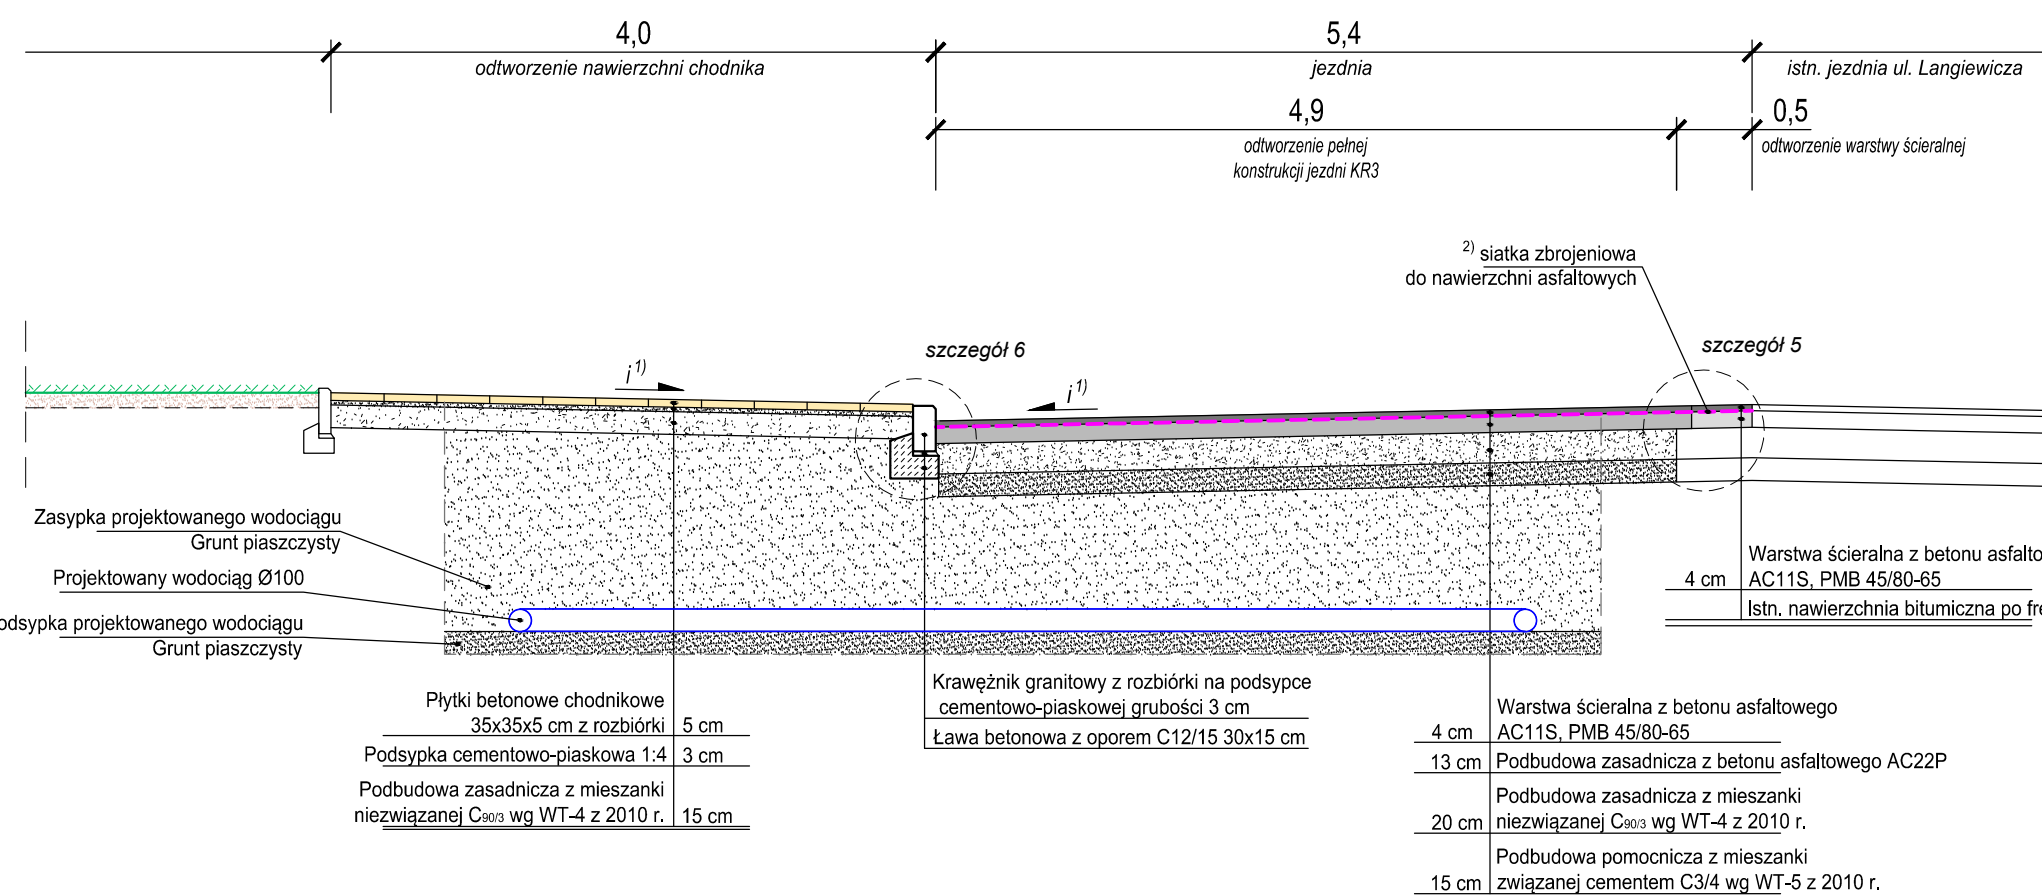 4,0
odtworzenie nawierzchni chodnika
5,4
jezdnia
istn. jezdnia ul. Langiewicza
4,9
odtworzenie pełnej
konstrukcji jezdni KR3
0,5
odtworzenie warstwy ścieralnej
2) siatka zbrojeniowa
do nawierzchni asfaltowych
szczegół 6
szczegół 5
i 1)
i 1)
Zasypka projektowanego wodociągu
Grunt piaszczysty
Projektowany wodociąg Ø100
odsypka projektowanego wodociągu
Grunt piaszczysty
Warstwa ścieralna z betonu asfalto
4 cm AC11S, PMB 45/80-65
Istn. nawierzchnia bitumiczna po fre
Płytki betonowe chodnikowe
35x35x5 cm z rozbiórki 5 cm
Podsypka cementowo-piaskowa 1:4 3 cm
Podbudowa zasadnicza z mieszanki
niezwiązanej C90/3 wg WT-4 z 2010 r. 15 cm
Krawężnik granitowy z rozbiórki na podsypce
cementowo-piaskowej grubości 3 cm
Ława betonowa z oporem C12/15 30x15 cm
Warstwa ścieralna z betonu asfaltowego
4 cm AC11S, PMB 45/80-65
13 cm Podbudowa zasadnicza z betonu asfaltowego AC22P
Podbudowa zasadnicza z mieszanki
20 cm niezwiązanej C90/3 wg WT-4 z 2010 r.
Podbudowa pomocnicza z mieszanki
15 cm związanej cementem C3/4 wg WT-5 z 2010 r.